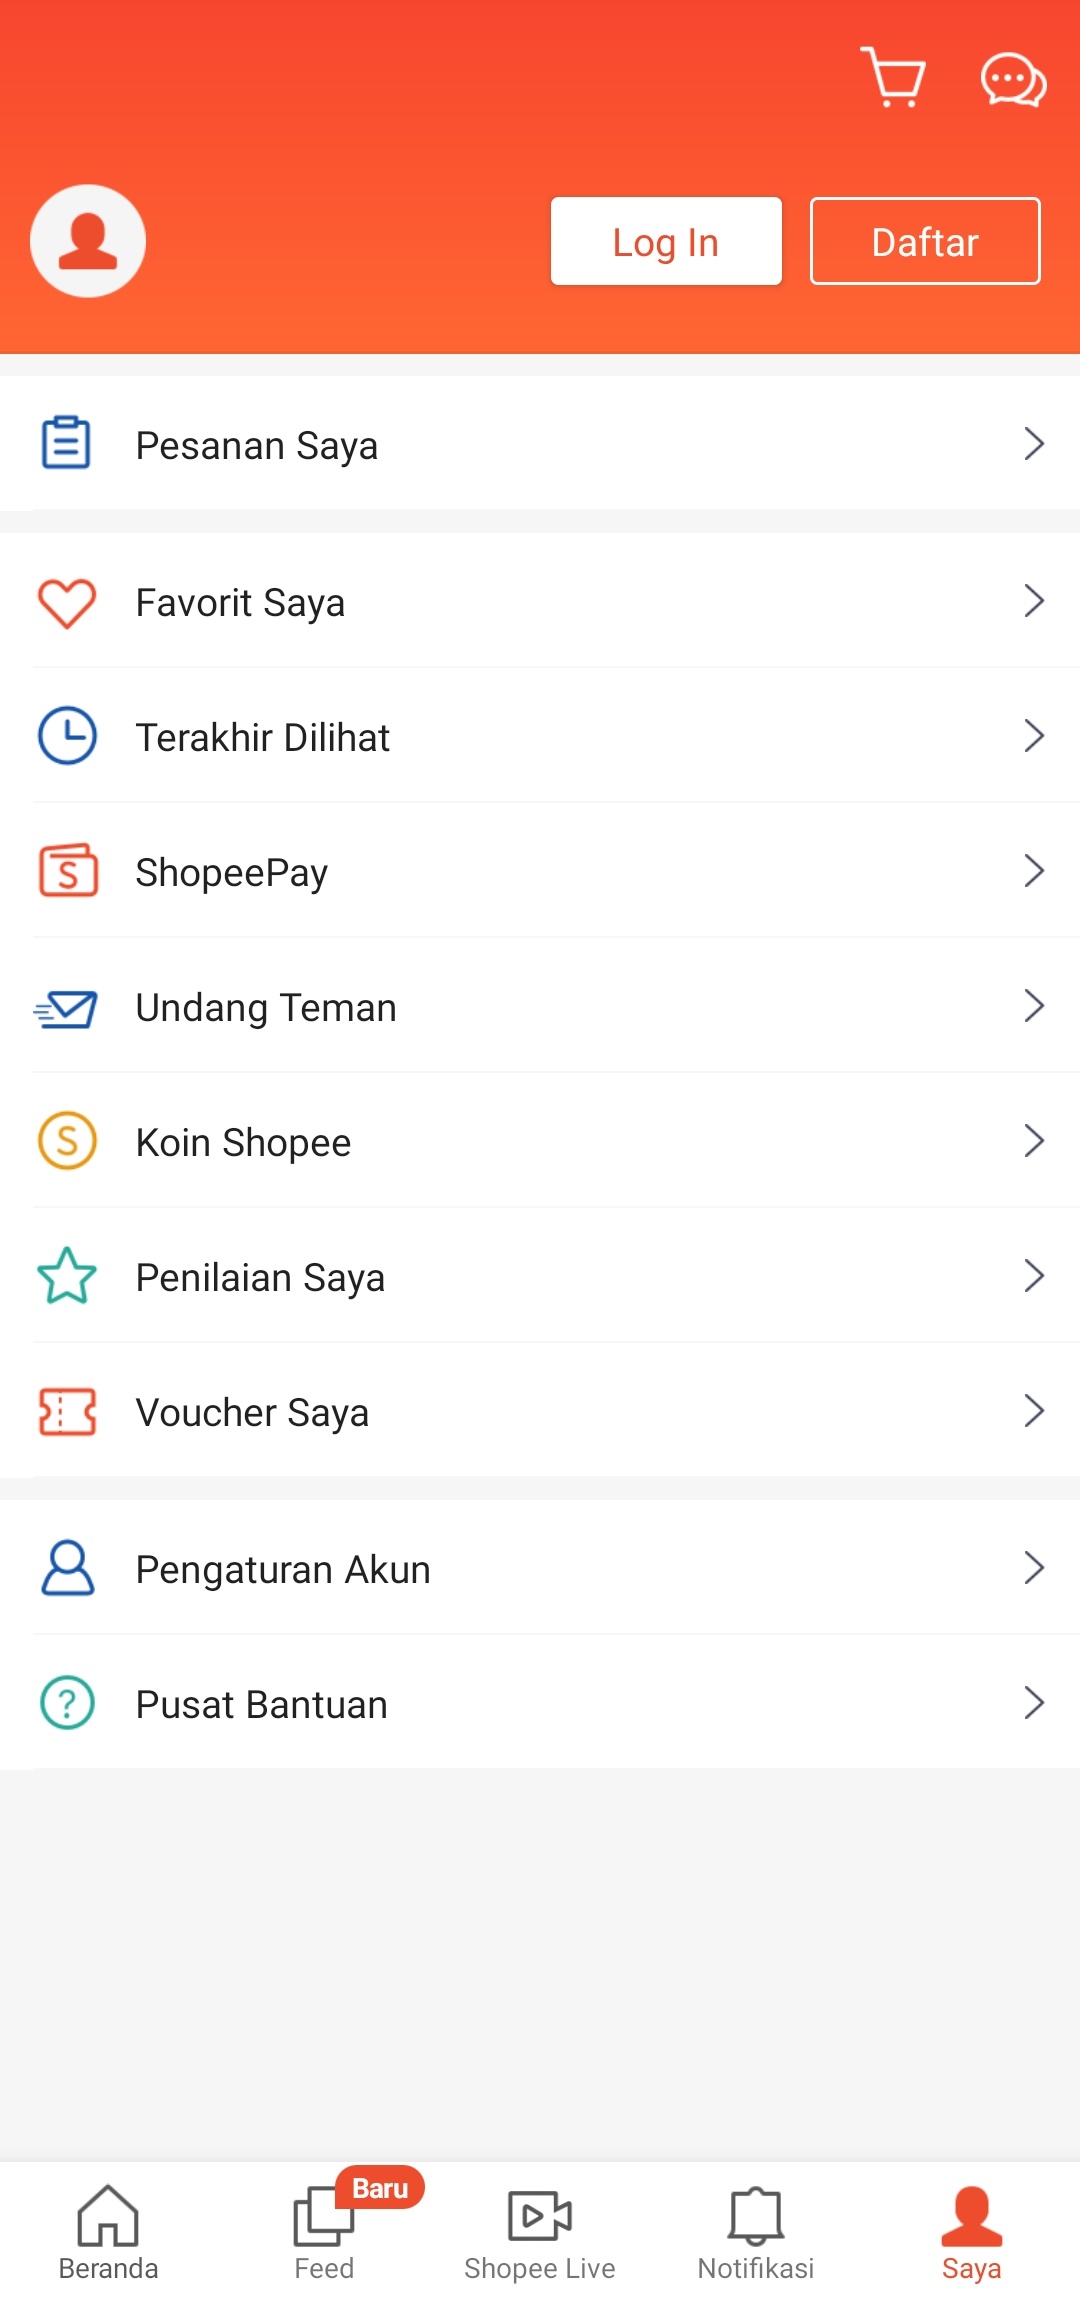 Log In
Daftar
Pesanan Saya
Favorit Saya
Terakhir Dilihat
ShopeePay
Undang Teman
Koin Shopee
Penilaian Saya
Voucher Saya
Pengaturan Akun
Pusat Bantuan
Baru
Beranda
Feed
Shopee Live
Notifikasi
Saya